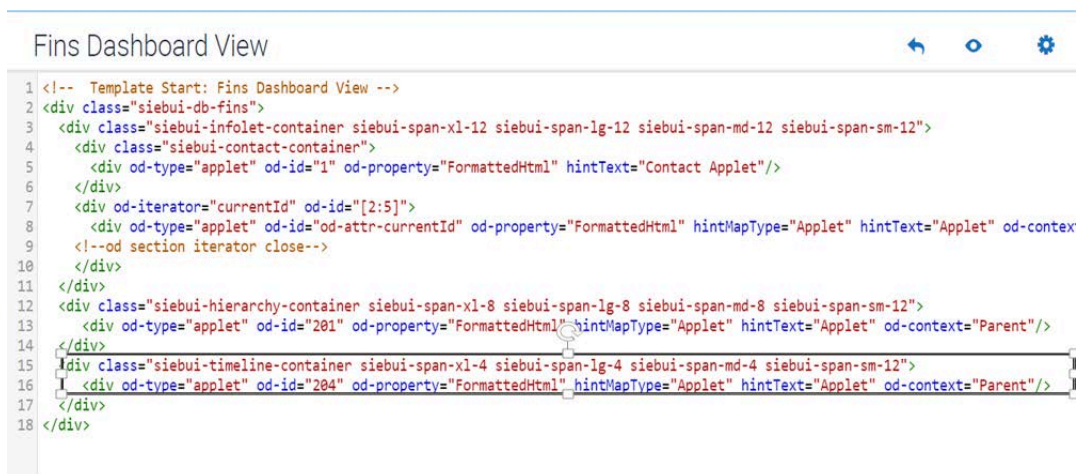 Fins Dashboard View
1 <!-- Template Start: Fins Dashboard View -->
2 <div class="siebui-db-fins">
3 <div class="siebui-infolet-container siebui-span-xl-12 siebui-span-lg-12 siebui-span-md-12 siebui-span-sm-12">
4 <div class="siebui-contact-container">
5 <div od-type="applet" od-id="1" od-property="FormattedHtml" hintText="Contact Applet"/>
6 </div>
7 <div od-iterator="currentId" od-id="[2:5]">
8 <div od-type="applet" od-id="od-attr-currentId" od-property="FormattedHtml" hintMapType="Applet" hintText="Applet" od-contex
9 <!--od section iterator close-->
10 </div>
11 </div>
12 <div class="siebui-hierarchy-container siebui-span-xl-8 siebui-span-lg-8 siebui-span-md-8 siebui-span-sm-12">
13 <div od-type="applet" od-id="201" od-property="FormattedHtml" hintMapType="Applet" hintText="Applet" od-context="Parent"/>
14 </div>
15 <div class="siebui-timeline-container siebui-span-xl-4 siebui-span-lg-4 siebui-span-md-4 siebui-span-sm-12">
16 <div od-type="applet" od-id="204" od-property="FormattedHtml" hintMapType="Applet" hintText="Applet" od-context="Parent"/>
17 </div>
18 </div>